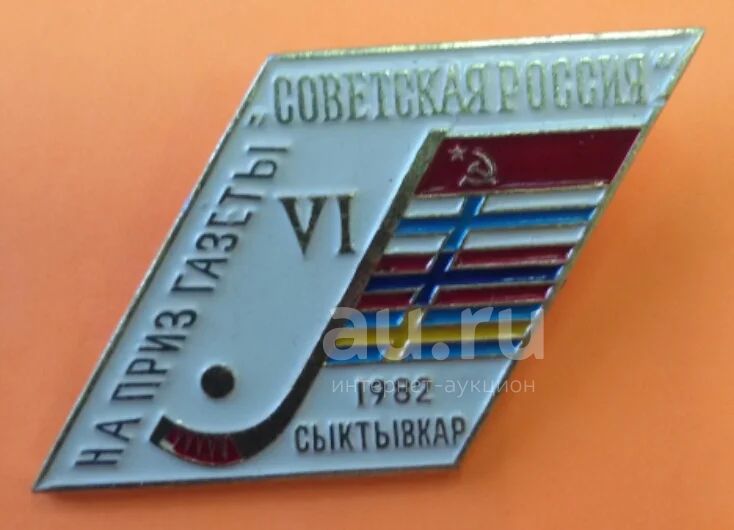 НА ПРИЗ ГАЗЕТЫ
„СОВЕТСКАЯ РОССИЯ“
VI
1982
СЫКТЫВКАР
au.ru
интернет-аукцион